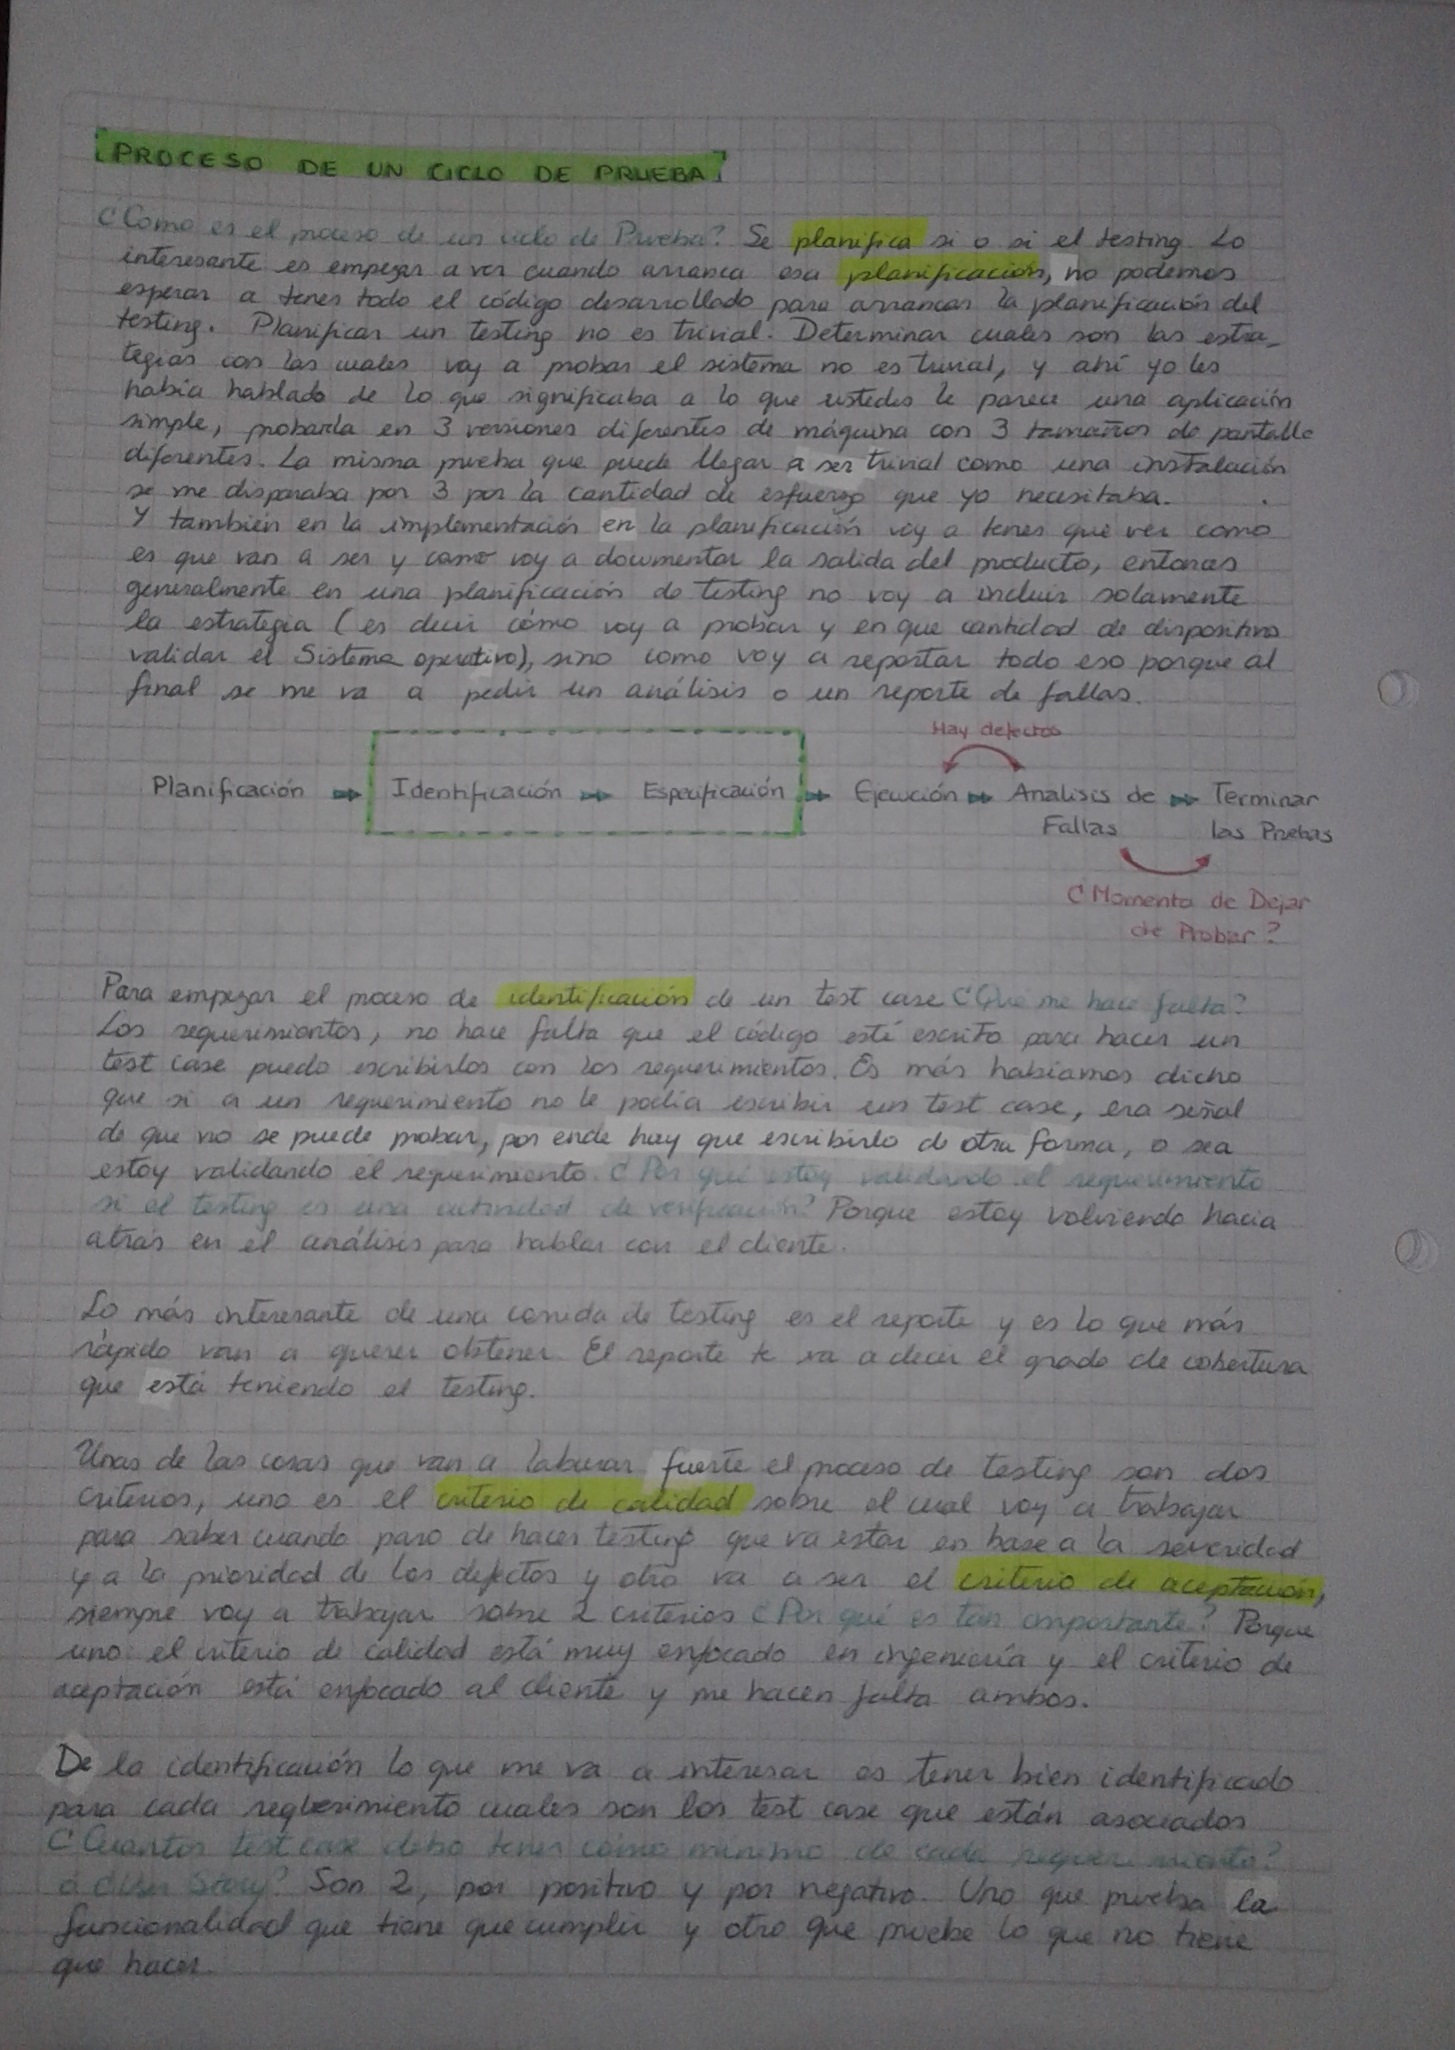 PROCESO DE UN CICLO DE PRUEBA
¿Como es el proceso de un ciclo de Prueba? Se planifica si o si el testing. Lo
interesante es empezar a ver cuando arranca esa planificación, no podemos
esperar a tener todo el código desarrollado para arrancar la planificación del
testing. Planificar un testing no es trivial. Determinar cuales son las estra-
tegias con las cuales voy a probar el sistema no es trivial, y ahí yo les
había hablado de lo que significaba a lo que ustedes le parece una aplicación
simple, probarla en 3 versiones diferentes de máquina con 3 tamaños de pantalla
diferentes. La misma prueba que puede llegar a ser trivial como una instalación
se me disparaba por 3 por la cantidad de esfuerzo que yo necesitaba.
Y también en la implementación en la planificación voy a tener que ver como
es que van a ser y como voy a documentar la salida del producto, entonces
generalmente en una planificación de testing no voy a incluir solamente
la estrategia (es decir cómo voy a probar y en que cantidad de dispositivo
validar el Sistema operativo), sino como voy a reportar todo eso porque al
final se me va a pedir un análisis o un reporte de fallas.
Hay defectos
Planificación Identificación Especificación Ejecución Analisis de Terminar
Fallas las Pruebas
¿Momento de Dejar
de Probar?
Para empezar el proceso de identificación de un test case ¿Que me hace falta?
Los requerimientos, no hace falta que el código esté escrito para hacer un
test case puedo escribirlos con los requerimientos. Es más habíamos dicho
que si a un requerimiento no le podía escribir un test case, era señal
de que no se puede probar, por ende hay que escribirlo de otra forma, o sea
estoy validando el requerimiento. ¿Por qué estoy validando el requerimiento
si el testing es una actividad de verificación? Porque estoy volviendo hacia
atrás en el análisis para hablar con el cliente.
Lo más interesante de una corrida de testing es el reporte y es lo que más
rápido van a querer obtener. El reporte te va a decir el grado de cobertura
que está teniendo el testing.
Unas de las cosas que van a laburar fuerte el proceso de testing son dos
criterios, uno es el criterio de calidad sobre el cual voy a trabajar
para saber cuando paro de hacer testing que va estar en base a la severidad
y a la prioridad de los defectos y otro va a ser el criterio de aceptación,
siempre voy a trabajar sobre 2 criterios ¿Por qué es tan importante? Porque
uno: el criterio de calidad está muy enfocado en ingeniería y el criterio de
aceptación está enfocado al cliente y me hacen falta ambos.
De la identificación lo que me va a interesar es tener bien identificado
para cada requerimiento cuales son los test case que están asociados
¿Cuantos test case debo tener cómo mínimo de cada requerimiento?
ó ¿User Story? Son 2, por positivo y por negativo. Uno que prueba la
funcionalidad que tiene que cumplir y otro que pruebe lo que no tiene
que hacer.